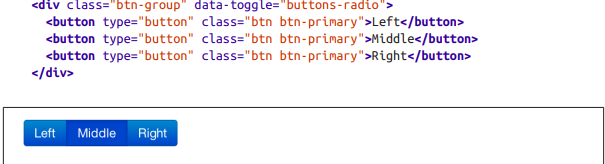 <div class="btn-group" data-toggle="buttons-radio">
<button type="button" class="btn btn-primary">Left</button>
<button type="button" class="btn btn-primary">Middle</button>
<button type="button" class="btn btn-primary">Right</button>
</div>
Left Middle Right